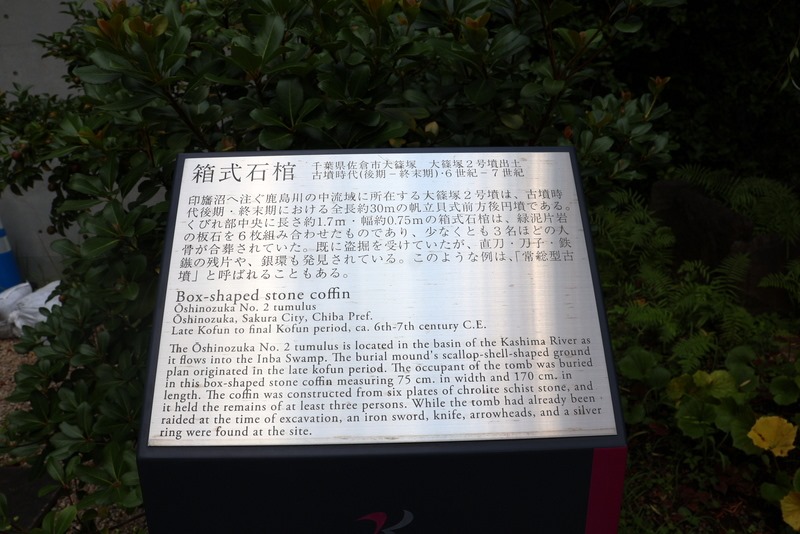 箱式石棺
千葉県佐倉市大篠塚　大篠塚2号墳出土
古墳時代(後期－終末期)・6世紀－7世紀
印旛沼へ注ぐ鹿島川の中流域に所在する大篠塚2号墳は、古墳時
代後期・終末期における全長約30mの帆立貝式前方後円墳である。
くびれ部中央に長さ約1.7m・幅約0.75mの箱式石棺は、緑泥片岩
の板石を6枚組み合わせたものであり、少なくとも3名ほどの人
骨が合葬されていた。既に盗掘を受けていたが、直刀・刀子・鉄
鏃の残片や、銀環も発見されている。このような例は、「常総型古
墳」と呼ばれることもある。
Box-shaped stone coffin
Ōshinozuka No. 2 tumulus
Ōshinozuka, Sakura City, Chiba Pref.
Late Kofun to final Kofun period, ca. 6th-7th century C.E.
The Ōshinozuka No. 2 tumulus is located in the basin of the Kashima River as
it flows into the Inba Swamp. The burial mound's scallop-shell-shaped ground
plan originated in the late kofun period. The occupant of the tomb was buried
in this box-shaped stone coffin measuring 75 cm. in width and 170 cm. in
length. The coffin was constructed from six plates of chrolite schist stone, and
it held the remains of at least three persons. While the tomb had already been
raided at the time of excavation, an iron sword, knife, arrowheads, and a silver
ring were found at the site.